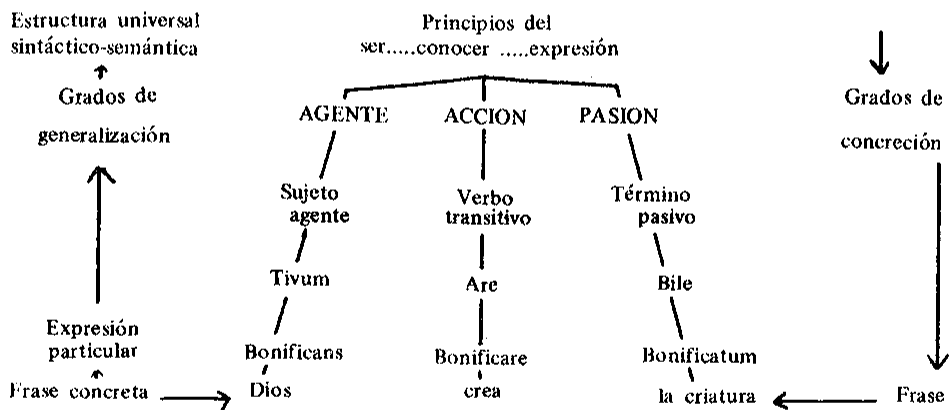 Estructura universal
sintáctico-semántica
Principios del
ser.....conocer .....expresión
Grados de
generalización
AGENTE ACCION PASION
Grados de
concreción
Sujeto
agente
Verbo
transitivo
Término
pasivo
Tivum Are Bile
Expresión
particular
Bonificans Bonificare Bonificatum
Frase concreta Dios crea la criatura Frase